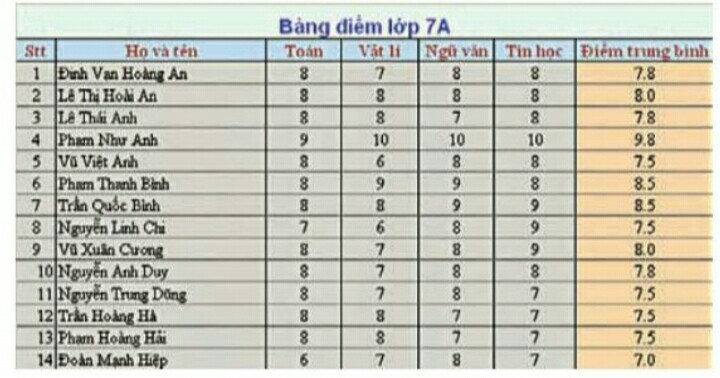 Bảng điểm lớp 7A
Stt Họ và tên Toán Vật lí Ngữ văn Tin học Điểm trung bình
1 Đinh Vạn Hoàng An 8 7 8 8 7.8
2 Lê Thị Hoài An 8 8 8 8 8.0
3 Lê Thái Anh 8 8 7 8 7.8
4 Phạm Như Anh 9 10 10 10 9.8
5 Vũ Việt Anh 8 6 8 8 7.5
6 Phạm Thanh Bình 8 9 9 8 8.5
7 Trần Quốc Bình 8 8 9 9 8.5
8 Nguyễn Linh Chi 7 6 8 9 7.5
9 Vũ Xuân Cương 8 7 8 9 8.0
10 Nguyễn Anh Duy 8 7 8 8 7.8
11 Nguyễn Trung Dũng 8 7 8 7 7.5
12 Trần Hoàng Hà 8 8 7 7 7.5
13 Phạm Hoàng Hải 8 8 7 7 7.5
14 Đoàn Mạnh Hiệp 6 7 8 7 7.0